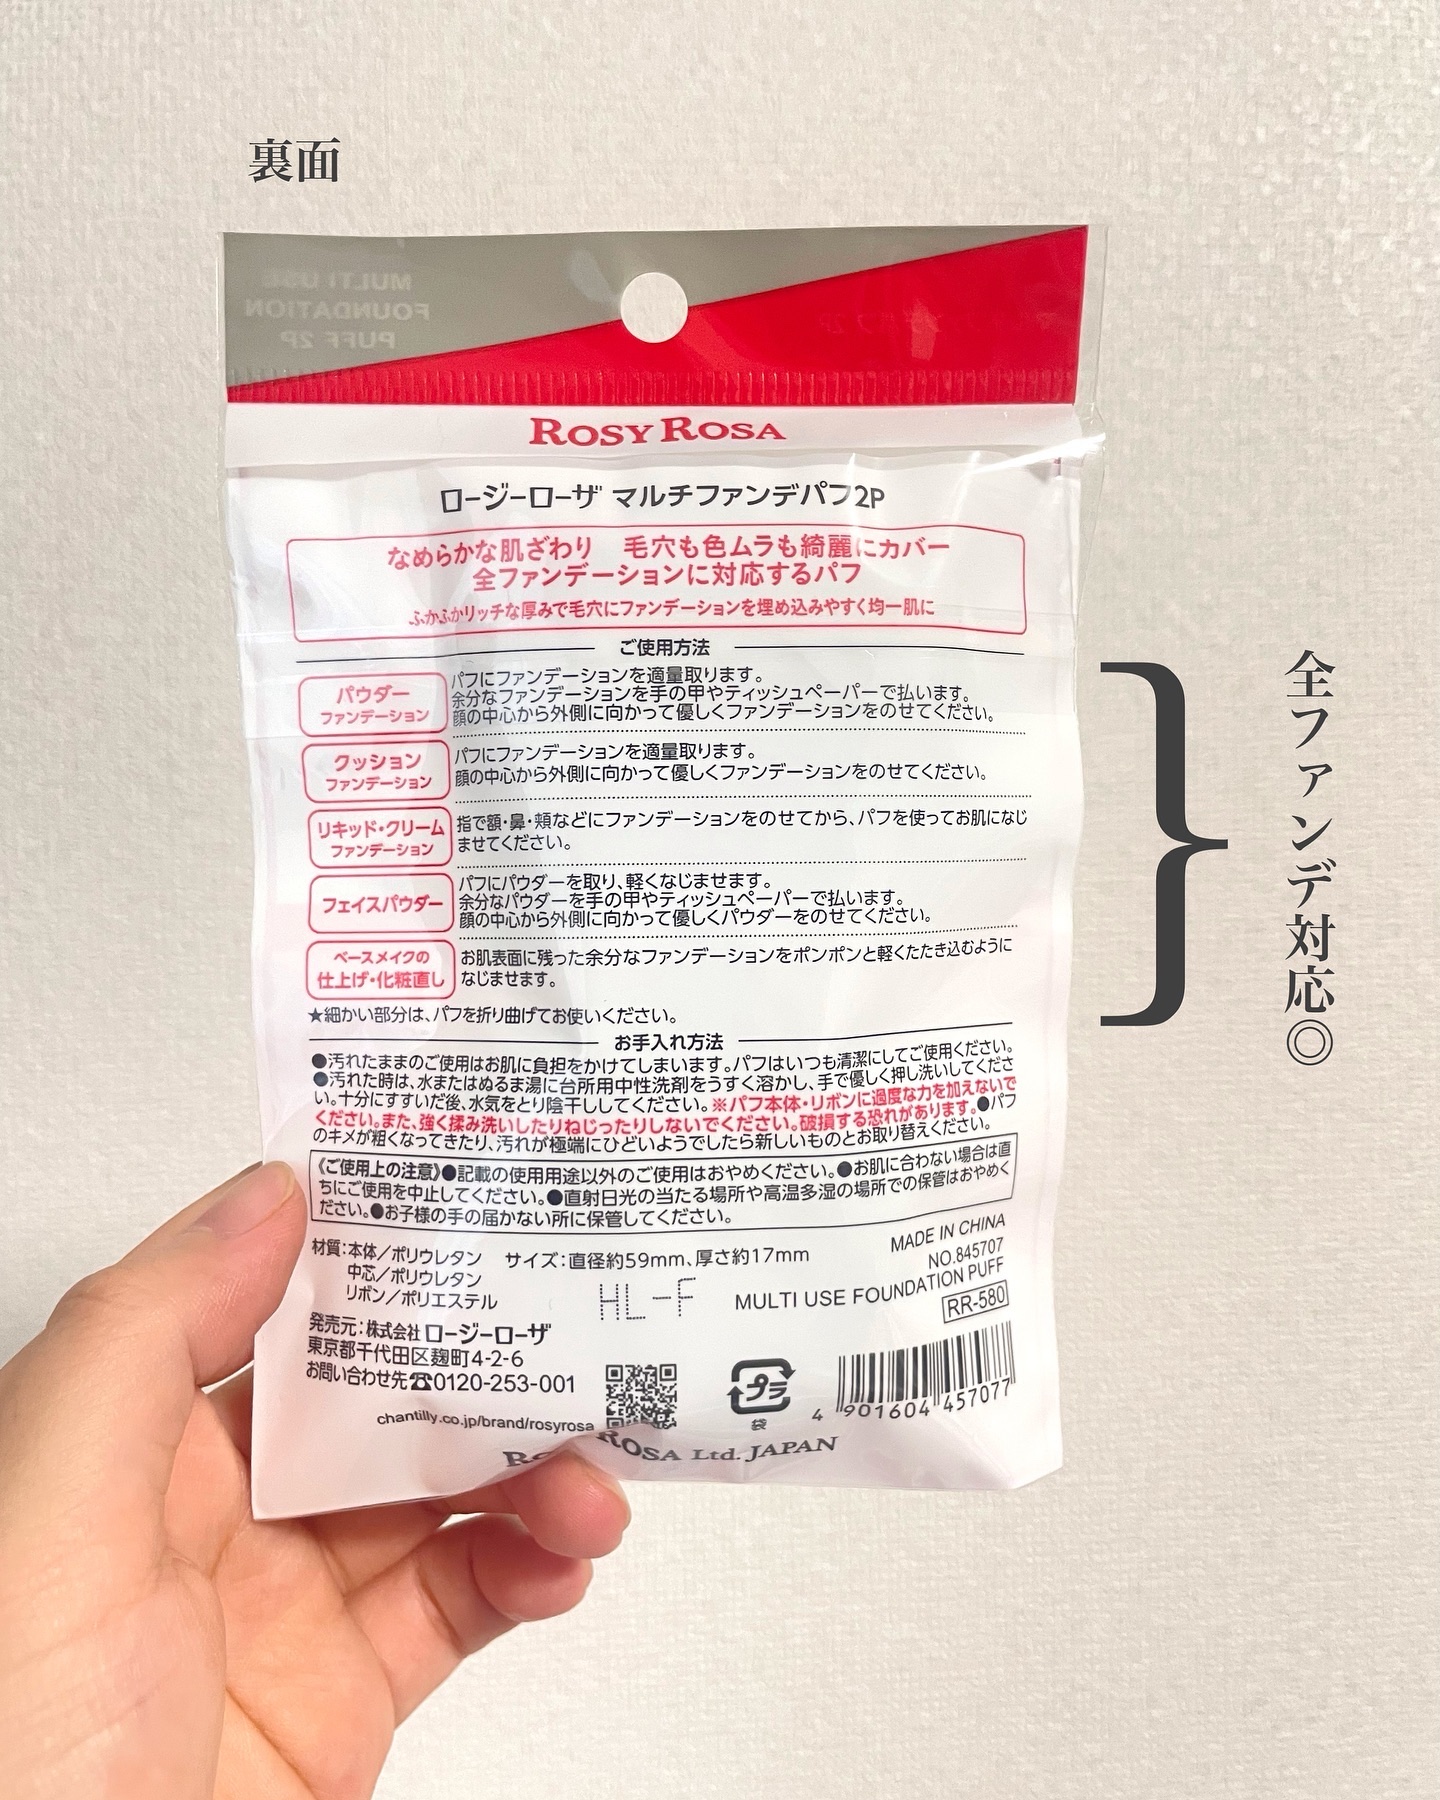 裏面
MULTI USE
FOUNDATION
PUFF 2P
ROSY ROSA
ロージーローザ マルチファンデパフ2P
なめらかな肌ざわり 毛穴も色ムラも綺麗にカバー
全ファンデーションに対応するパフ
ふかふかリッチな厚みで毛穴にファンデーションを埋め込みやすく均一肌に
ご使用方法
パウダー
ファンデーション
パフにファンデーションを適量取ります。
余分なファンデーションを手の甲やティッシュペーパーで払います。
顔の中心から外側に向かって優しくファンデーションをのせてください。
クッション
ファンデーション
パフにファンデーションを適量取ります。
顔の中心から外側に向かって優しくファンデーションをのせてください。
リキッド・クリーム
ファンデーション
指で額・鼻・頬などにファンデーションをのせてから、パフを使ってお肌になじ
ませてください。
フェイスパウダー
パフにパウダーを取り、軽くなじませます。
余分なパウダーを手の甲やティッシュペーパーで払います。
顔の中心から外側に向かって優しくパウダーをのせてください。
ベースメイクの
仕上げ・化粧直し
お肌表面に残った余分なファンデーションをポンポンと軽くたたき込むように
なじませます。
★細かい部分は、パフを折り曲げてお使いください。
全ファンデ対応◎
お手入れ方法
●汚れたままのご使用はお肌に負担をかけてしまいます。パフはいつも清潔にしてご使用ください。
●汚れた時は、水またはぬるま湯に台所用中性洗剤をうすく溶かし、手で優しく押し洗いしてくださ
い。十分にすすいだ後、水気をとり陰干ししてください。※パフ本体・リボンに過度な力を加えないで
ください。また、強く揉み洗いしたりねじったりしないでください。破損する恐れがあります。●パフ
のキメが粗くなってきたり、汚れが極端にひどいようでしたら新しいものとお取り替えください。
《ご使用上の注意》●記載の使用用途以外のご使用はおやめください。●お肌に合わない場合は直
ちにご使用を中止してください。●直射日光の当たる場所や高温多湿の場所での保管はおやめく
ださい。●お子様の手の届かない所に保管してください。
材質：本体／ポリウレタン サイズ：直径約59mm、厚さ約17mm
中芯／ポリウレタン
リボン／ポリエステル
HL-F
MADE IN CHINA
NO.845707
MULTI USE FOUNDATION PUFF
RR-580
発売元：株式会社ロージーローザ
東京都千代田区麹町4-2-6
お問い合わせ先☎0120-253-001
chantilly.co.jp/brand/rosyrosa
プラ
袋
4 901604 457077
ROSA Ltd. JAPAN